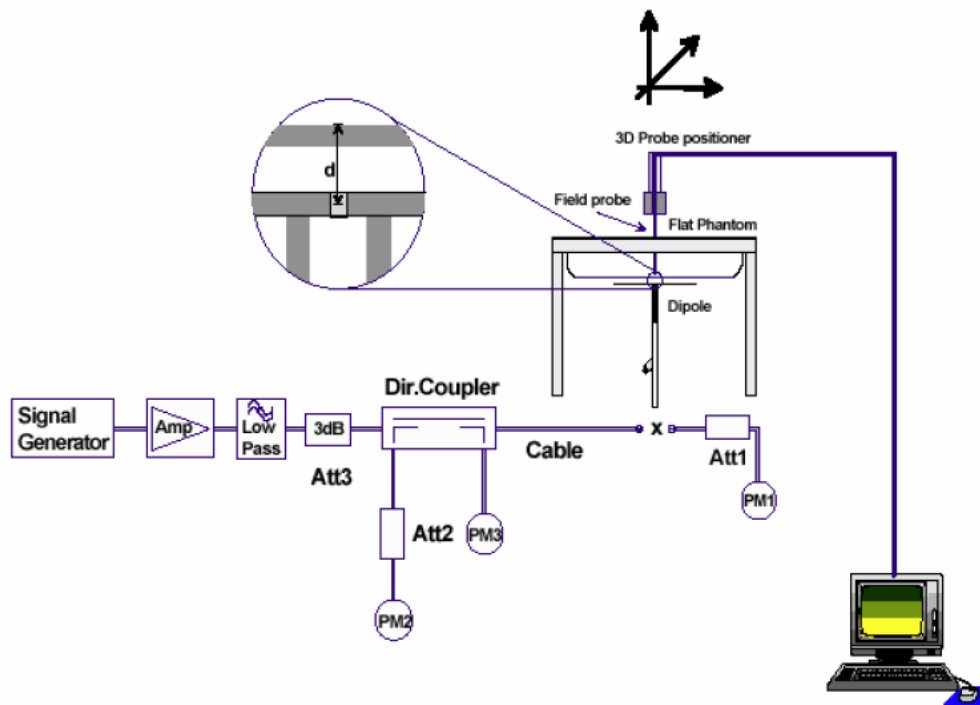 3D Probe positioner
d
Field probe
Flat Phantom
Dipole
Dir.Coupler
Signal
Generator
Amp
Low
Pass
3dB
Att3
Cable
x
Att1
PM1
Att2
PM3
PM2